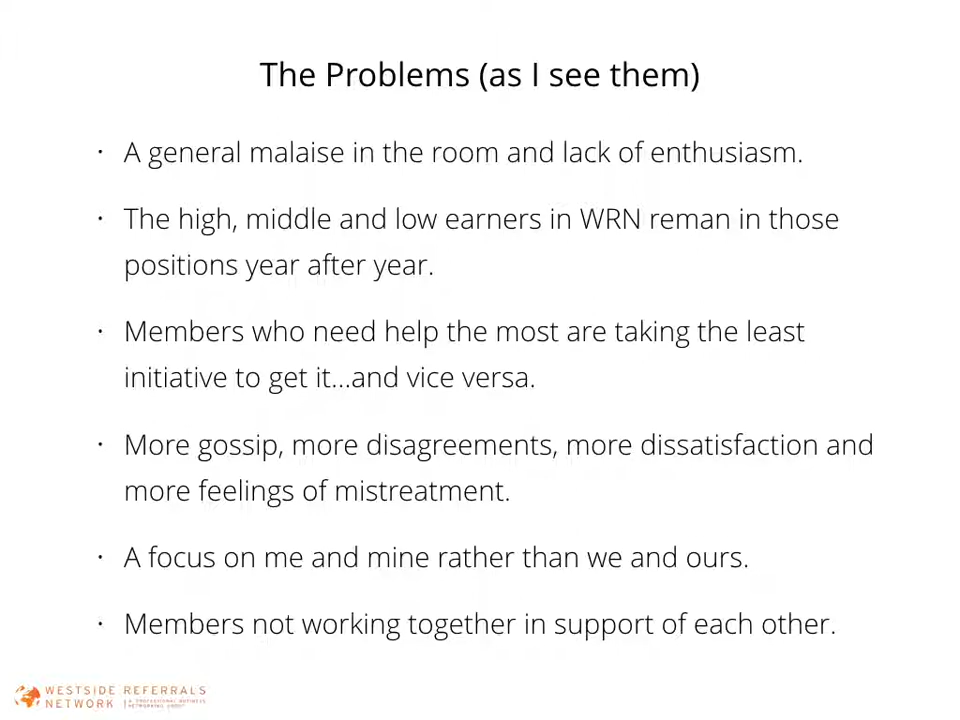 The Problems (as I see them)
· A general malaise in the room and lack of enthusiasm.
· The high, middle and low earners in WRN reman in those
positions year after year.
· Members who need help the most are taking the least
initiative to get it...and vice versa.
· More gossip, more disagreements, more dissatisfaction and
more feelings of mistreatment.
· A focus on me and mine rather than we and ours.
· Members not working together in support of each other.
WESTSIDE REFERRALS
NETWORK | A PROFESSIONAL BUSINESS
NETWORKING GROUP